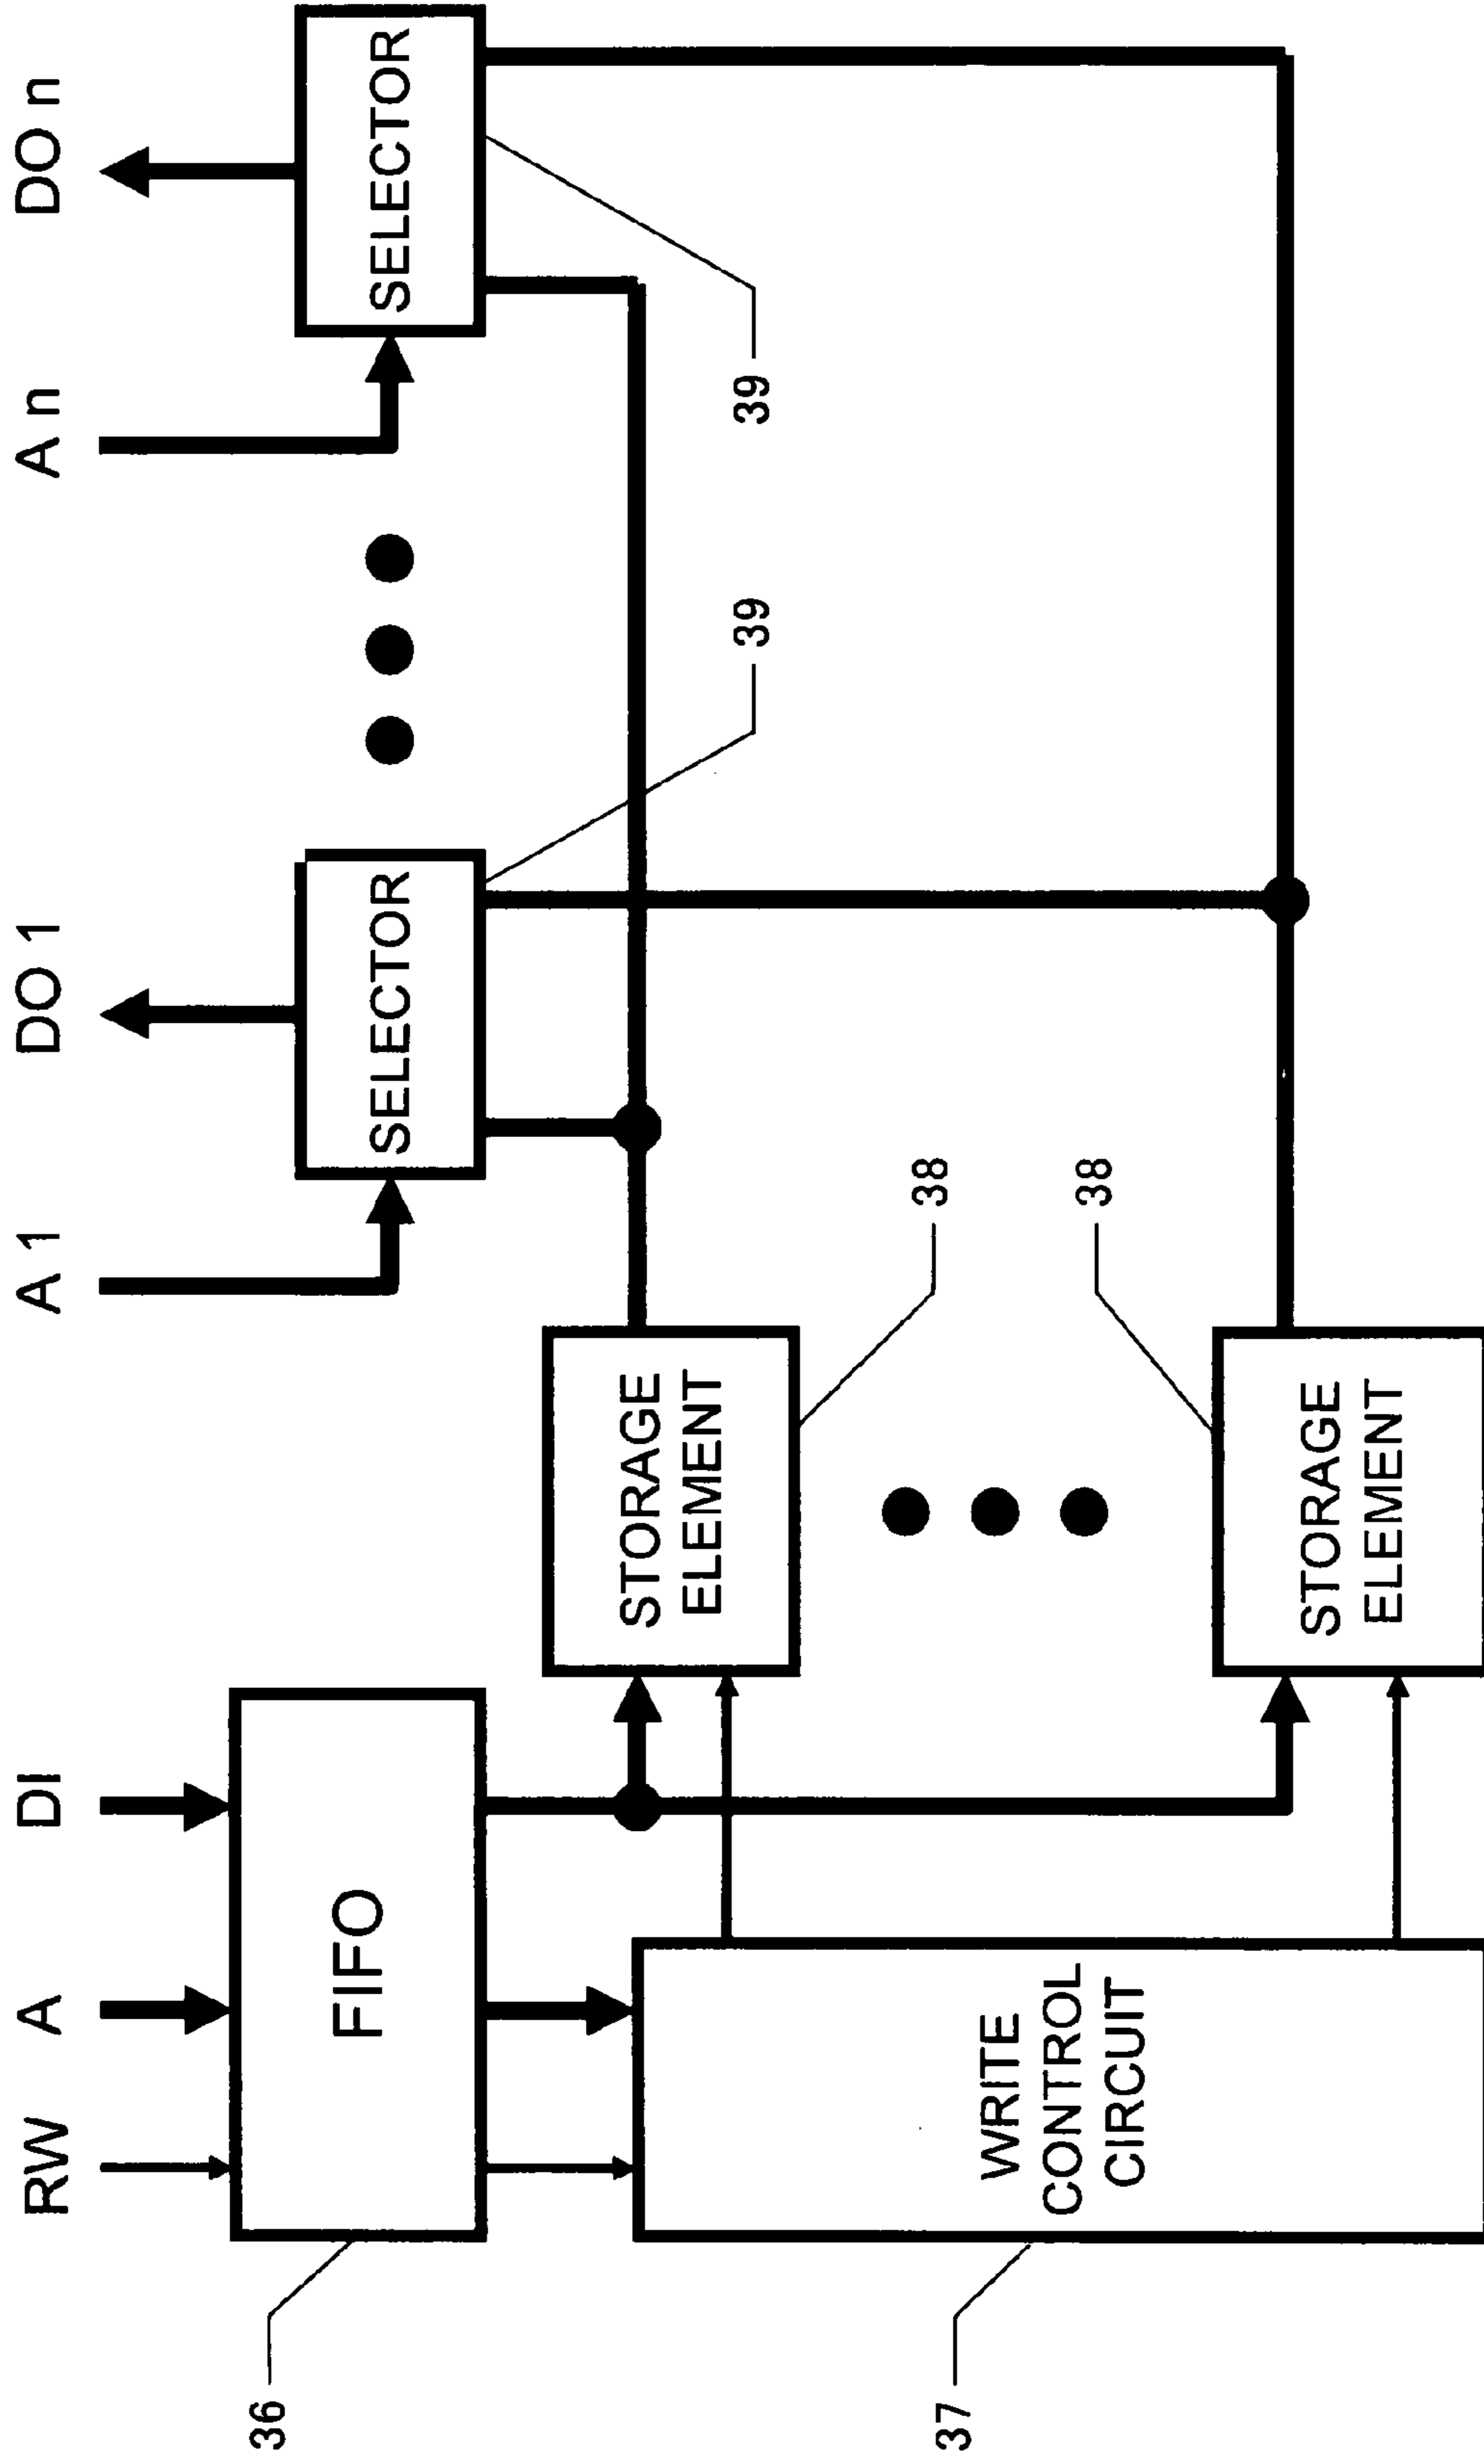 RW
A
DI
A 1
DO 1
A n
DO n
FIFO
SELECTOR
SELECTOR
36
STORAGE
ELEMENT
39
39
WRITE
CONTROL
CIRCUIT
38
38
37
STORAGE
ELEMENT